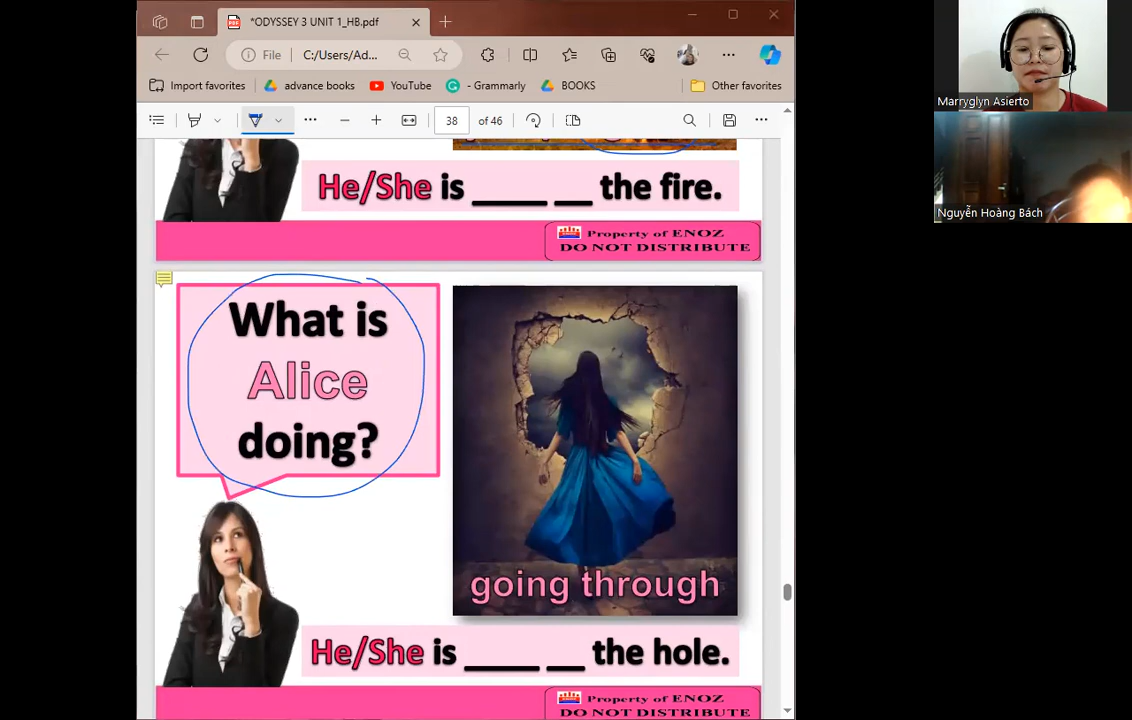 *ODYSSEY 3 UNIT 1_HB.pdf
File C:/Users/Ad...
Import favorites advance books YouTube - Grammarly BOOKS Other favorites
38 of 46
He/She is _____ ___ the fire.
Property of ENOZ
DO NOT DISTRIBUTE
What is
Alice
doing?
going through
He/She is _____ ___ the hole.
Property of ENOZ
DO NOT DISTRIBUTE
Marryglyn Asierto
Nguyễn Hoàng Bách